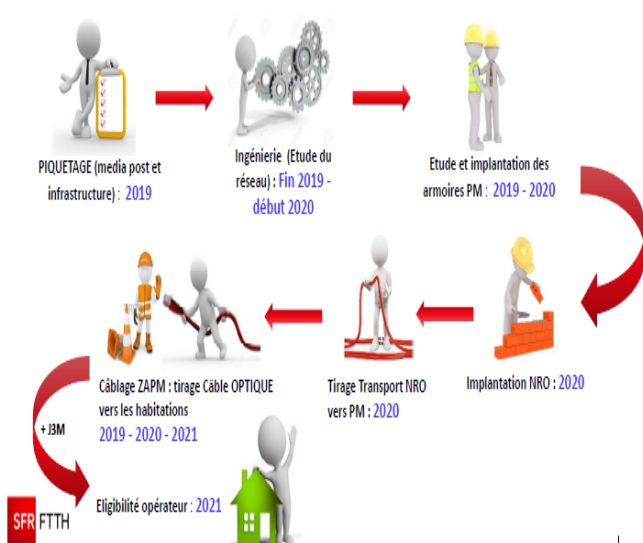 PIQUETAGE (media post et
infrastructure) : 2019
Ingénierie (Etude du
réseau) : Fin 2019 -
début 2020
Etude et implantation des
armoires PM : 2019 - 2020
Implantation NRO : 2020
Tirage Transport NRO
vers PM : 2020
Câblage ZAPM : tirage Câble OPTIQUE
vers les habitations
2019 - 2020 - 2021
+ J3M
Eligibilité opérateur : 2021
SFR FTTH